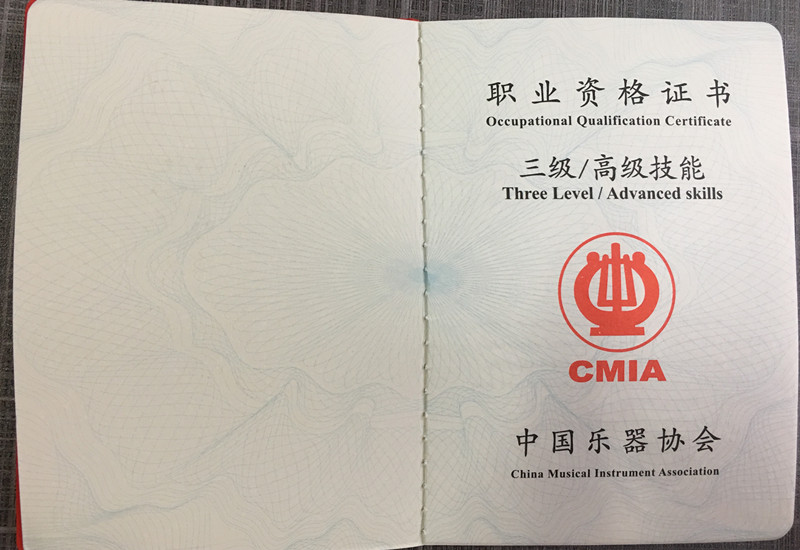 职业资格证书
Occupational Qualification Certificate
三级/高级技能
Three Level / Advanced skills
CMIA
中国乐器协会
China Musical Instrument Association